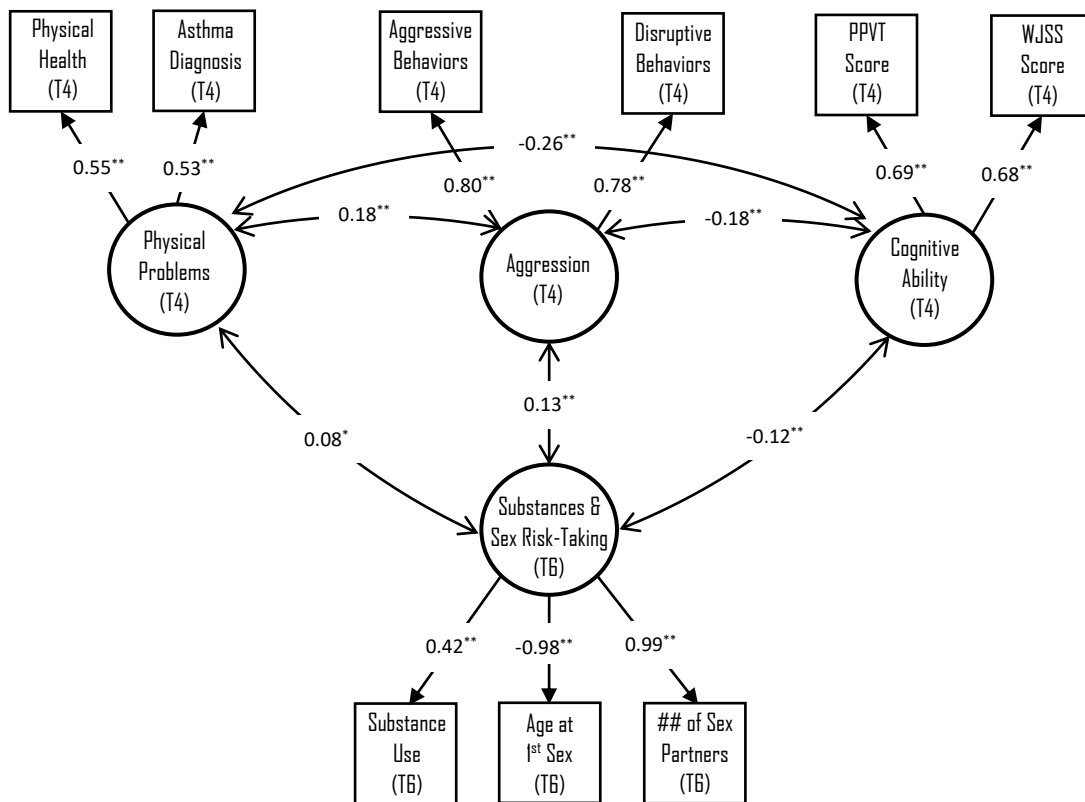 Physical
Health
(T4)
Asthma
Diagnosis
(T4)
Aggressive
Behaviors
(T4)
Disruptive
Behaviors
(T4)
PPVT
Score
(T4)
WJSS
Score
(T4)
0.55**
0.53**
-0.26**
0.80**
0.78**
0.69**
0.68**
0.18**
-0.18**
Physical
Problems
(T4)
Aggression
(T4)
Cognitive
Ability
(T4)
0.08*
0.13**
-0.12**
Substances &
Sex Risk-Taking
(T6)
0.42**
-0.98**
0.99**
Substance
Use
(T6)
Age at
1st Sex
(T6)
## of Sex
Partners
(T6)